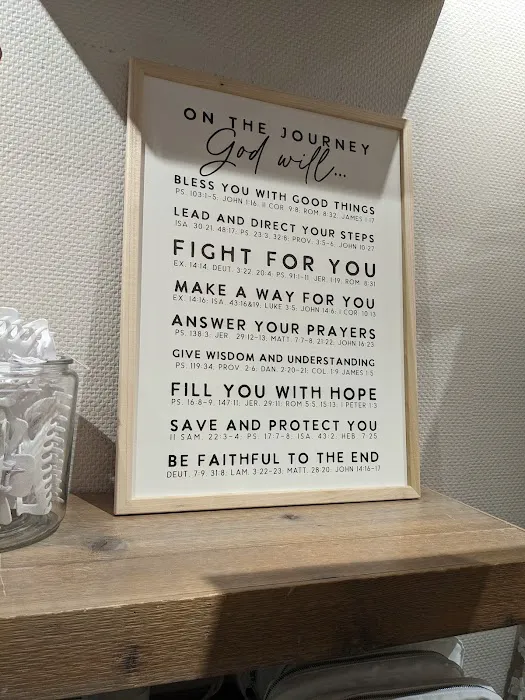 ON THE JOURNEY
God will...
BLESS YOU WITH GOOD THINGS
PS. 103:1-5, JOHN 1:16, II COR. 9:8, ROM. 8:32, JAMES 1:17
LEAD AND DIRECT YOUR STEPS
ISA. 30:21, 48:17, PS. 23:3, 32:8, PROV. 3:5-6, JOHN 10:27
FIGHT FOR YOU
EX. 14:14, DEUT. 3:22, 20:4, PS. 91:1-11, JER. 1:19, ROM. 8:31
MAKE A WAY FOR YOU
EX. 14:16, ISA. 43:16&19, LUKE 3:5, JOHN 14:6, I COR. 10:13
ANSWER YOUR PRAYERS
PS. 138:3, JER. 29:12-13, MATT. 7:7-8, 21:22, JOHN 16:23
GIVE WISDOM AND UNDERSTANDING
PS. 119:34, PROV. 2:6, DAN. 2:20-21, COL. 1:9, JAMES 1:5
FILL YOU WITH HOPE
PS. 16:8-9, 147:11, JER. 29:11, ROM 5:5, 15:13, I PETER 1:3
SAVE AND PROTECT YOU
II SAM. 22:3-4, PS. 17:7-8, ISA. 43:2, HEB. 7:25
BE FAITHFUL TO THE END
DEUT. 7:9, 31:8, LAM. 3:22-23, MATT. 28:20, JOHN 14:16-17